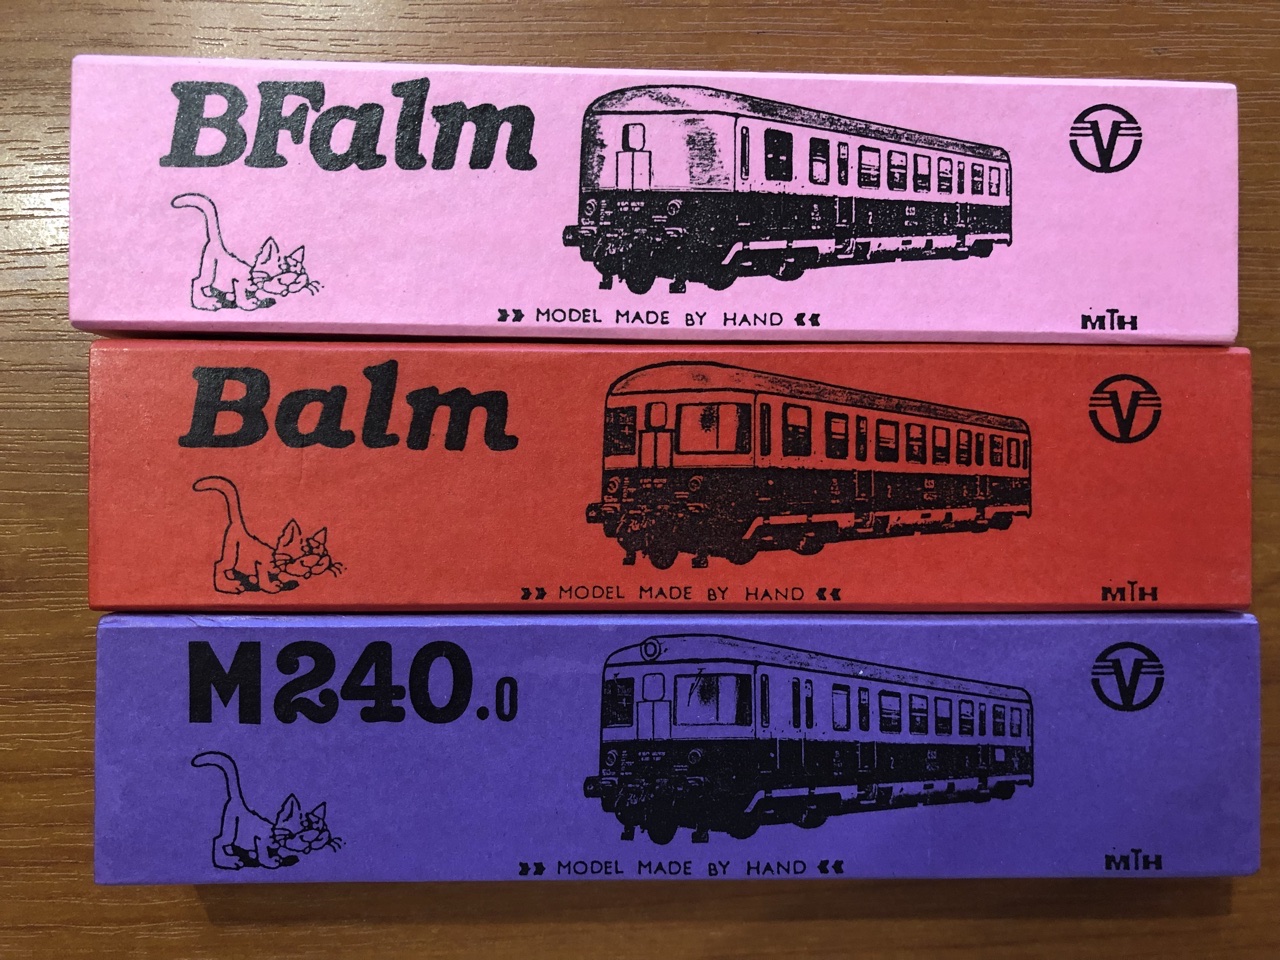 BFalm
V
»» MODEL MADE BY HAND ««
MTH
Balm
V
»» MODEL MADE BY HAND ««
MTH
M240.0
V
»» MODEL MADE BY HAND ««
MTH